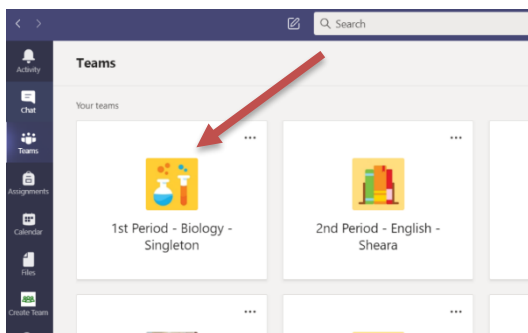 Search
Activity
Teams
Chat
Your teams
Teams
Assignments
Calendar
Files
Create Team
1st Period - Biology -
Singleton
2nd Period - English -
Sheara